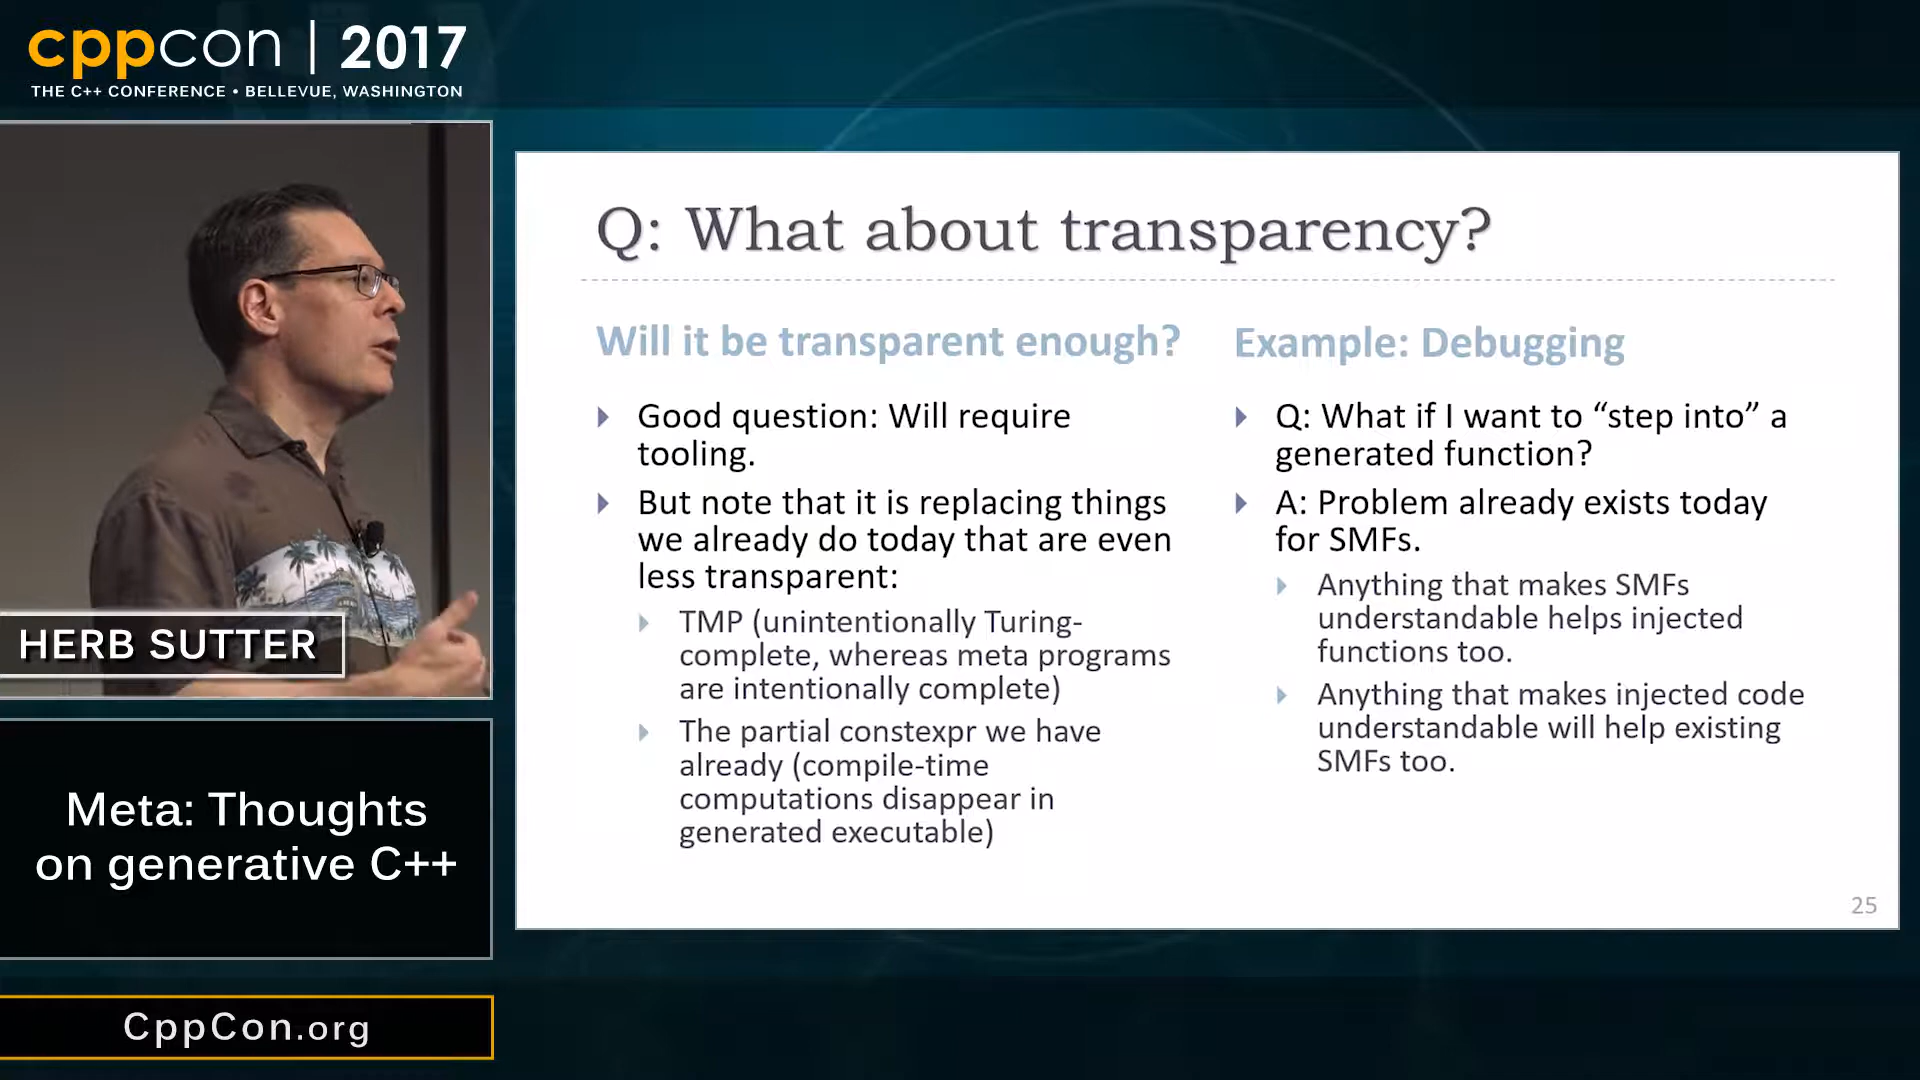 cppcon | 2017
THE C++ CONFERENCE • BELLEVUE, WASHINGTON
HERB SUTTER
Meta: Thoughts
on generative C++
CppCon.org
Q: What about transparency?
Will it be transparent enough?
Good question: Will require
tooling.
But note that it is replacing things
we already do today that are even
less transparent:
TMP (unintentionally Turing-
complete, whereas meta programs
are intentionally complete)
The partial constexpr we have
already (compile-time
computations disappear in
generated executable)
Example: Debugging
Q: What if I want to “step into” a
generated function?
A: Problem already exists today
for SMFs.
Anything that makes SMFs
understandable helps injected
functions too.
Anything that makes injected code
understandable will help existing
SMFs too.
25